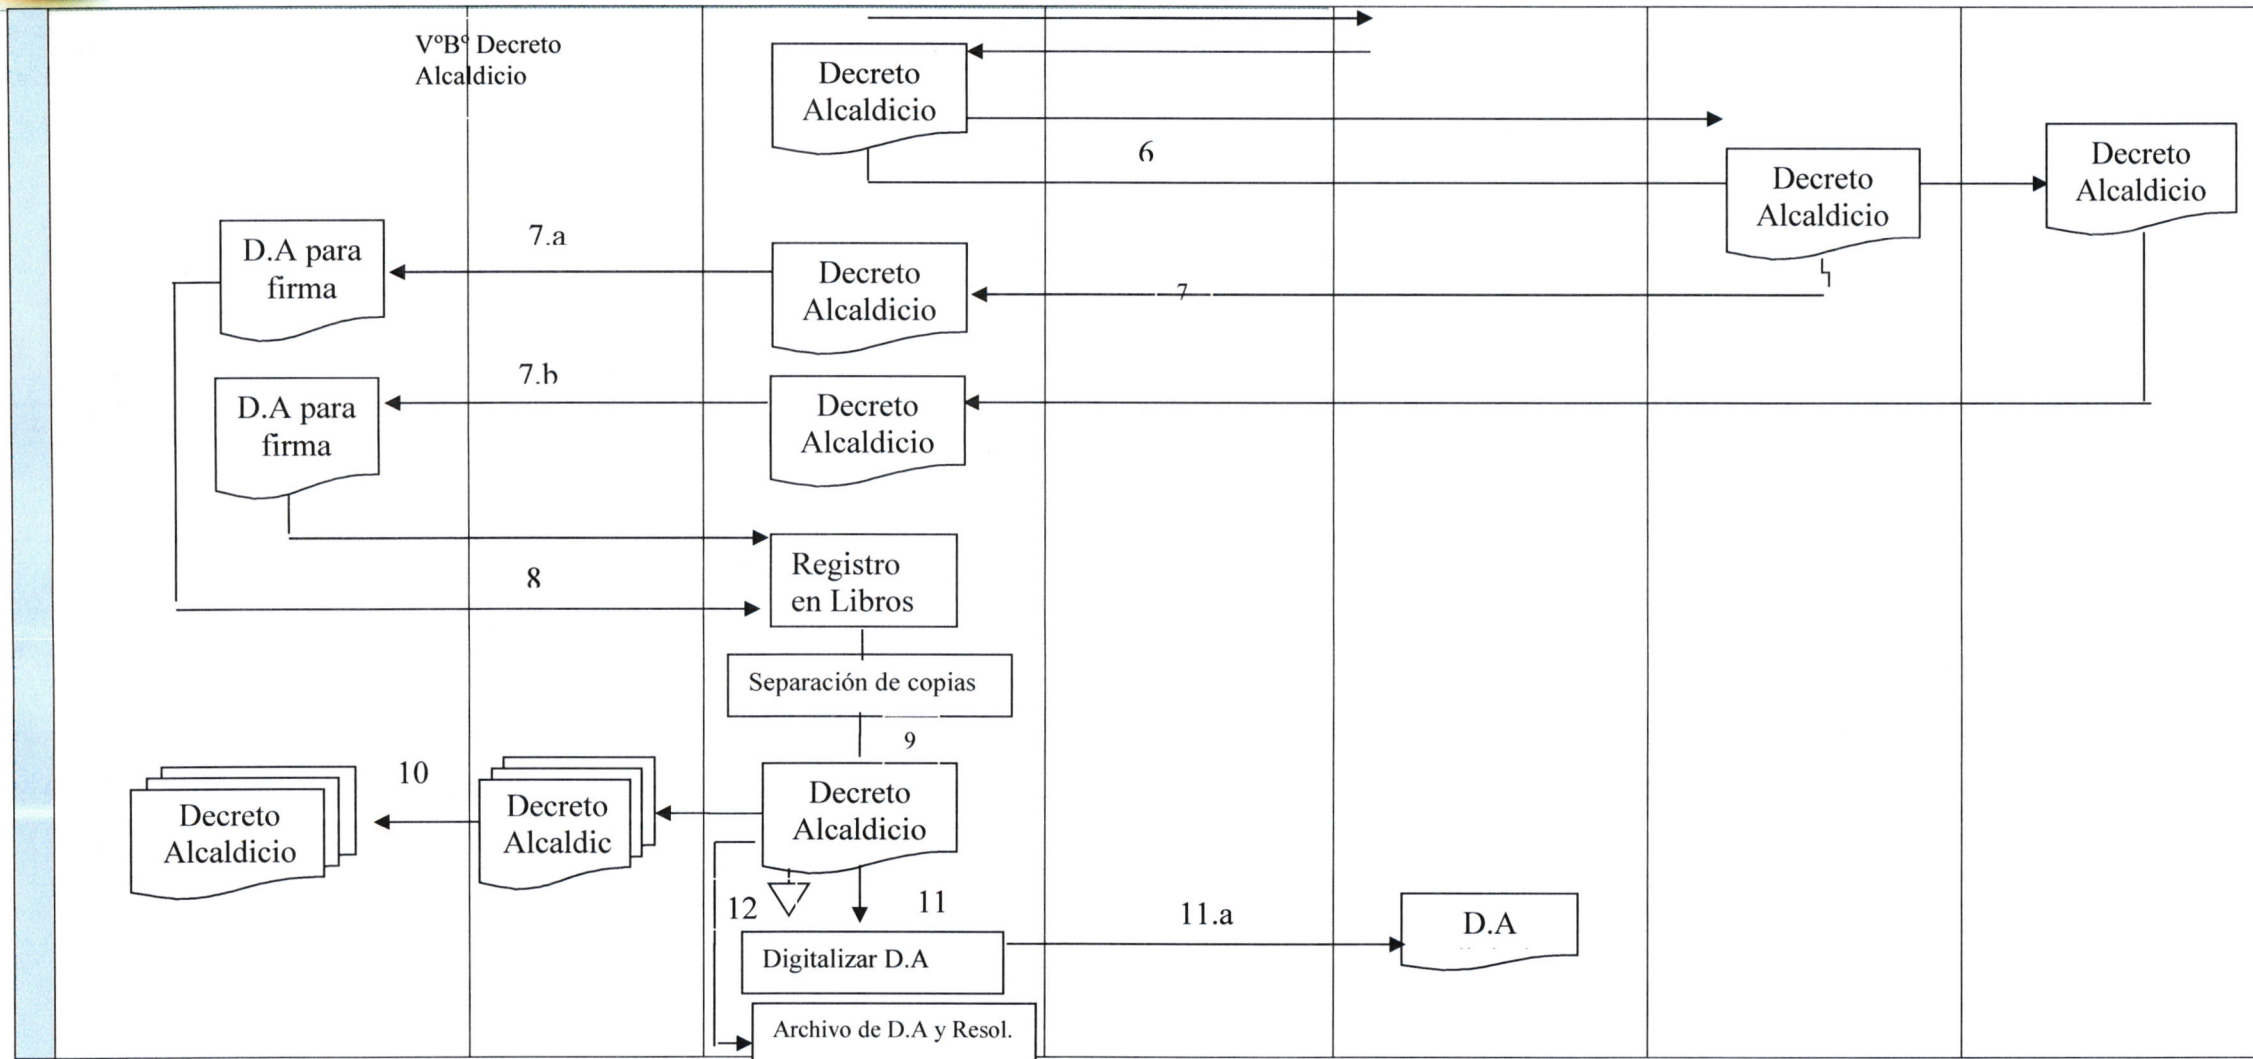 VºBº Decreto
Alcaldicio
Decreto
Alcaldicio
6
Decreto
Alcaldicio
Decreto
Alcaldicio
D.A para
firma
7.a
Decreto
Alcaldicio
7
D.A para
firma
7.b
Decreto
Alcaldicio
8
Registro
en Libros
Separación de copias
9
Decreto
Alcaldicio
10
Decreto
Alcaldic
Decreto
Alcaldicio
12
11
11.a
D.A
Digitalizar D.A
Archivo de D.A y Resol.